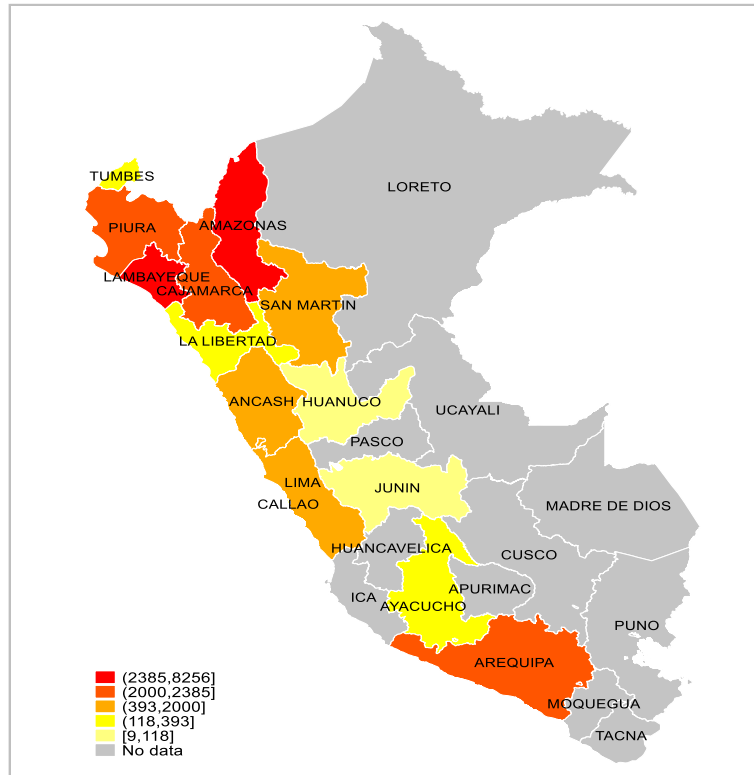 TUMBES
LORETO
PIURA
AMAZONAS
LAMBAYEQUE
CAJAMARCA
SAN MARTIN
LA LIBERTAD
ANCASH
HUANUCO
UCAYALI
PASCO
LIMA
JUNIN
CALLAO
MADRE DE DIOS
HUANCAVELICA
CUSCO
APURIMAC
ICA
AYACUCHO
PUNO
AREQUIPA
MOQUEGUA
TACNA
(2385,8256]
(2000,2385]
(393,2000]
(118,393]
[9,118]
No data